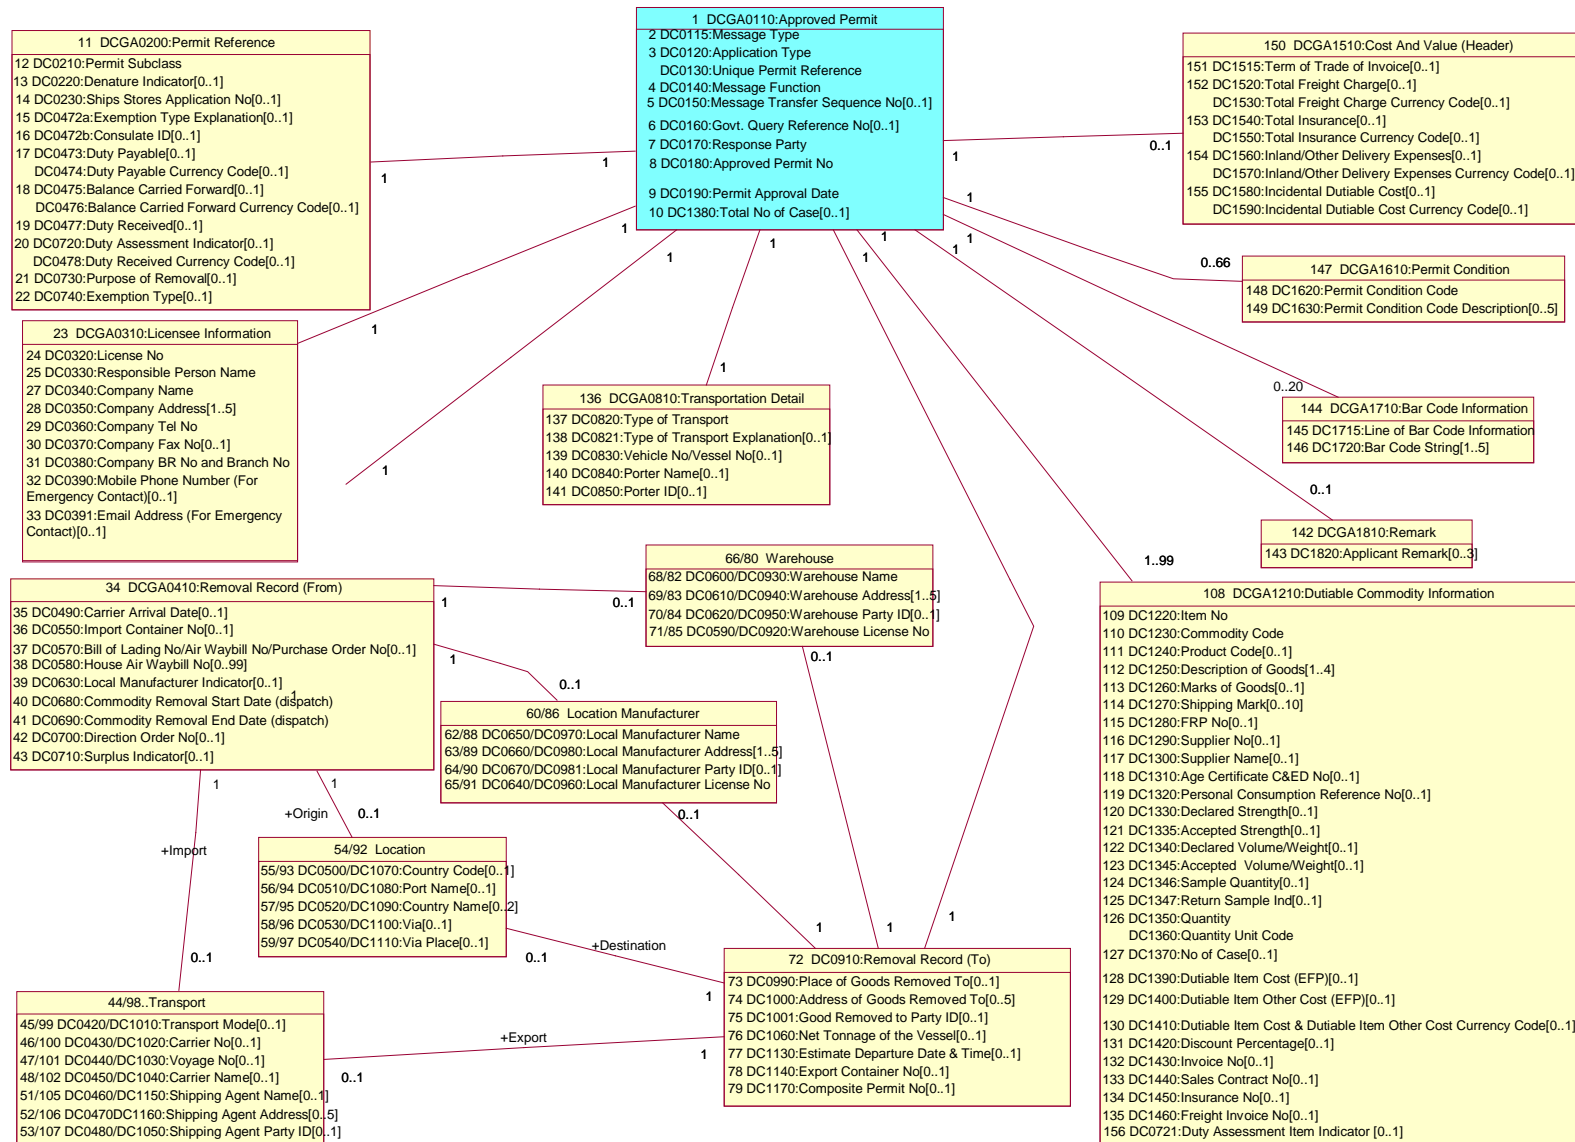 1 DCGA0110:Approved Permit
2 DC0115:Message Type
3 DC0120:Application Type
DC0130:Unique Permit Reference
4 DC0140:Message Function
5 DC0150:Message Transfer Sequence No[0..1]
6 DC0160:Govt. Query Reference No[0..1]
7 DC0170:Response Party
8 DC0180:Approved Permit No
9 DC0190:Permit Approval Date
10 DC1380:Total No of Case[0..1]
11 DCGA0200:Permit Reference
12 DC0210:Permit Subclass
13 DC0220:Denature Indicator[0..1]
14 DC0230:Ships Stores Application No[0..1]
15 DC0472a:Exemption Type Explanation[0..1]
16 DC0472b:Consulate ID[0..1]
17 DC0473:Duty Payable[0..1]
DC0474:Duty Payable Currency Code[0..1]
18 DC0475:Balance Carried Forward[0..1]
DC0476:Balance Carried Forward Currency Code[0..1]
19 DC0477:Duty Received[0..1]
20 DC0720:Duty Assessment Indicator[0..1]
DC0478:Duty Received Currency Code[0..1]
21 DC0730:Purpose of Removal[0..1]
22 DC0740:Exemption Type[0..1]
1
1
150 DCGA1510:Cost And Value (Header)
151 DC1515:Term of Trade of Invoice[0..1]
152 DC1520:Total Freight Charge[0..1]
DC1530:Total Freight Charge Currency Code[0..1]
153 DC1540:Total Insurance[0..1]
DC1550:Total Insurance Currency Code[0..1]
154 DC1560:Inland/Other Delivery Expenses[0..1]
DC1570:Inland/Other Delivery Expenses Currency Code[0..1]
155 DC1580:Incidental Dutiable Cost[0..1]
DC1590:Incidental Dutiable Cost Currency Code[0..1]
1
0..1
1
0..66
147 DCGA1610:Permit Condition
148 DC1620:Permit Condition Code
149 DC1630:Permit Condition Code Description[0..5]
1
0..20
144 DCGA1710:Bar Code Information
145 DC1715:Line of Bar Code Information
146 DC1720:Bar Code String[1..5]
1
0..1
142 DCGA1810:Remark
143 DC1820:Applicant Remark[0..3]
1
1
23 DCGA0310:Licensee Information
24 DC0320:License No
25 DC0330:Responsible Person Name
27 DC0340:Company Name
28 DC0350:Company Address[1..5]
29 DC0360:Company Tel No
30 DC0370:Company Fax No[0..1]
31 DC0380:Company BR No and Branch No
32 DC0390:Mobile Phone Number (For
Emergency Contact)[0..1]
33 DC0391:Email Address (For Emergency
Contact)[0..1]
1
1
1
1
136 DCGA0810:Transportation Detail
137 DC0820:Type of Transport
138 DC0821:Type of Transport Explanation[0..1]
139 DC0830:Vehicle No/Vessel No[0..1]
140 DC0840:Porter Name[0..1]
141 DC0850:Porter ID[0..1]
34 DCGA0410:Removal Record (From)
35 DC0490:Carrier Arrival Date[0..1]
36 DC0550:Import Container No[0..1]
37 DC0570:Bill of Lading No/Air Waybill No/Purchase Order No[0..1]
38 DC0580:House Air Waybill No[0..99]
39 DC0630:Local Manufacturer Indicator[0..1]
1
40 DC0680:Commodity Removal Start Date (dispatch)
41 DC0690:Commodity Removal End Date (dispatch)
42 DC0700:Direction Order No[0..1]
43 DC0710:Surplus Indicator[0..1]
1
0..1
66/80 Warehouse
68/82 DC0600/DC0930:Warehouse Name
69/83 DC0610/DC0940:Warehouse Address[1..5]
70/84 DC0620/DC0950:Warehouse Party ID[0..1]
71/85 DC0590/DC0920:Warehouse License No
0..1
1
0..1
60/86 Location Manufacturer
62/88 DC0650/DC0970:Local Manufacturer Name
63/89 DC0660/DC0980:Local Manufacturer Address[1..5]
64/90 DC0670/DC0981:Local Manufacturer Party ID[0..1]
65/91 DC0640/DC0960:Local Manufacturer License No
0..1
1
1
+Origin
0..1
+Import
54/92 Location
55/93 DC0500/DC1070:Country Code[0..1]
56/94 DC0510/DC1080:Port Name[0..1]
57/95 DC0520/DC1090:Country Name[0..2]
58/96 DC0530/DC1100:Via[0..1]
59/97 DC0540/DC1110:Via Place[0..1]
0..1
0..1
+Destination
1
1
1
1
72 DC0910:Removal Record (To)
73 DC0990:Place of Goods Removed To[0..1]
74 DC1000:Address of Goods Removed To[0..5]
75 DC1001:Good Removed to Party ID[0..1]
76 DC1060:Net Tonnage of the Vessel[0..1]
77 DC1130:Estimate Departure Date & Time[0..1]
78 DC1140:Export Container No[0..1]
79 DC1170:Composite Permit No[0..1]
1
+Export
0..1
44/98..Transport
45/99 DC0420/DC1010:Transport Mode[0..1]
46/100 DC0430/DC1020:Carrier No[0..1]
47/101 DC0440/DC1030:Voyage No[0..1]
48/102 DC0450/DC1040:Carrier Name[0..1]
51/105 DC0460/DC1150:Shipping Agent Name[0..1]
52/106 DC0470DC1160:Shipping Agent Address[0..5]
53/107 DC0480/DC1050:Shipping Agent Party ID[0..1]
1
1
1..99
108 DCGA1210:Dutiable Commodity Information
109 DC1220:Item No
110 DC1230:Commodity Code
111 DC1240:Product Code[0..1]
112 DC1250:Description of Goods[1..4]
113 DC1260:Marks of Goods[0..1]
114 DC1270:Shipping Mark[0..10]
115 DC1280:FRP No[0..1]
116 DC1290:Supplier No[0..1]
117 DC1300:Supplier Name[0..1]
118 DC1310:Age Certificate C&ED No[0..1]
119 DC1320:Personal Consumption Reference No[0..1]
120 DC1330:Declared Strength[0..1]
121 DC1335:Accepted Strength[0..1]
122 DC1340:Declared Volume/Weight[0..1]
123 DC1345:Accepted Volume/Weight[0..1]
124 DC1346:Sample Quantity[0..1]
125 DC1347:Return Sample Ind[0..1]
126 DC1350:Quantity
DC1360:Quantity Unit Code
127 DC1370:No of Case[0..1]
128 DC1390:Dutiable Item Cost (EFP)[0..1]
129 DC1400:Dutiable Item Other Cost (EFP)[0..1]
130 DC1410:Dutiable Item Cost & Dutiable Item Other Cost Currency Code[0..1]
131 DC1420:Discount Percentage[0..1]
132 DC1430:Invoice No[0..1]
133 DC1440:Sales Contract No[0..1]
134 DC1450:Insurance No[0..1]
135 DC1460:Freight Invoice No[0..1]
156 DC0721:Duty Assessment Item Indicator [0..1]